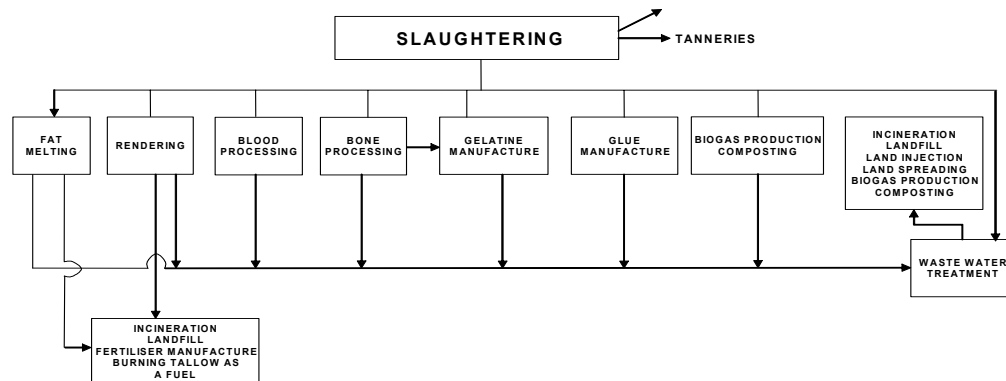 SLAUGHTERING
TANNERIES
FAT
MELTING
RENDERING
BLOOD
PROCESSING
BONE
PROCESSING
GELATINE
MANUFACTURE
GLUE
MANUFACTURE
BIOGAS PRODUCTION
COMPOSTING
INCINERATION
LANDFILL
LAND INJECTION
LAND SPREADING
BIOGAS PRODUCTION
COMPOSTING
WASTE WATER
TREATMENT
INCINERATION
LANDFILL
FERTILISER MANUFACTURE
BURNING TALLOW AS
A FUEL